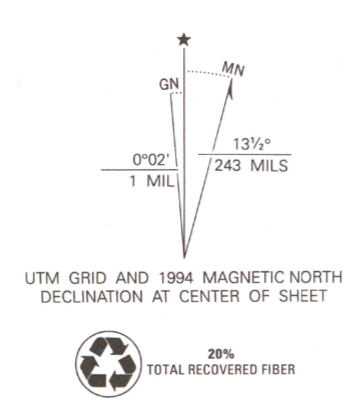 ★
MN
GN
13½°
243 MILS
0°02'
1 MIL
UTM GRID AND 1994 MAGNETIC NORTH
DECLINATION AT CENTER OF SHEET
20%
TOTAL RECOVERED FIBER